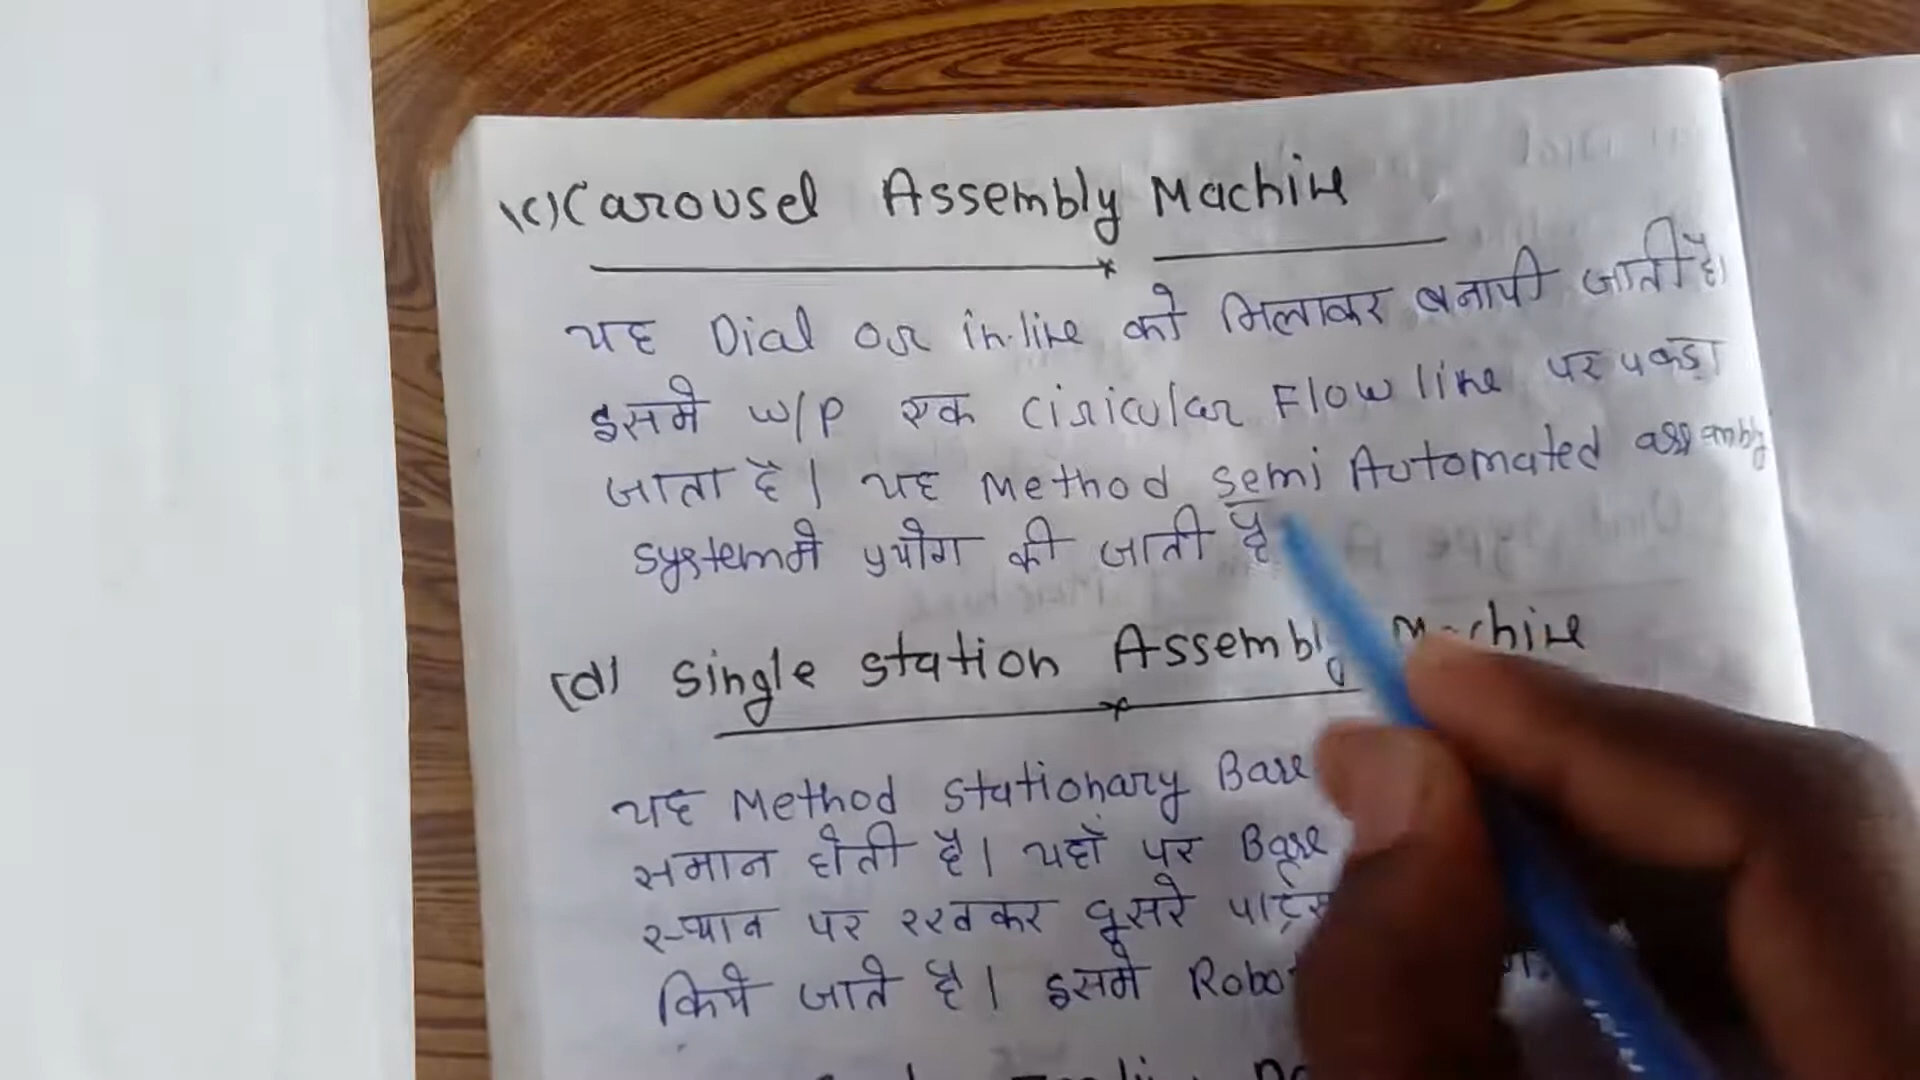 (c) Carousel Assembly Machine
यह Dial or in-line को मिलाकर बनायी जाती है।
इसमे w/p एक Ciricular Flow line पर पकड़ा
जाता है। यह Method Semi Automated assembly
system मे प्रयोग की जाती है
(d) Single Station Assembly Machine
यह Method Stationary Base
समान होती है। यहाँ पर Base
स्थान पर रखकर दूसरे पार्ट्स
किये जाते है। इसमे Robo